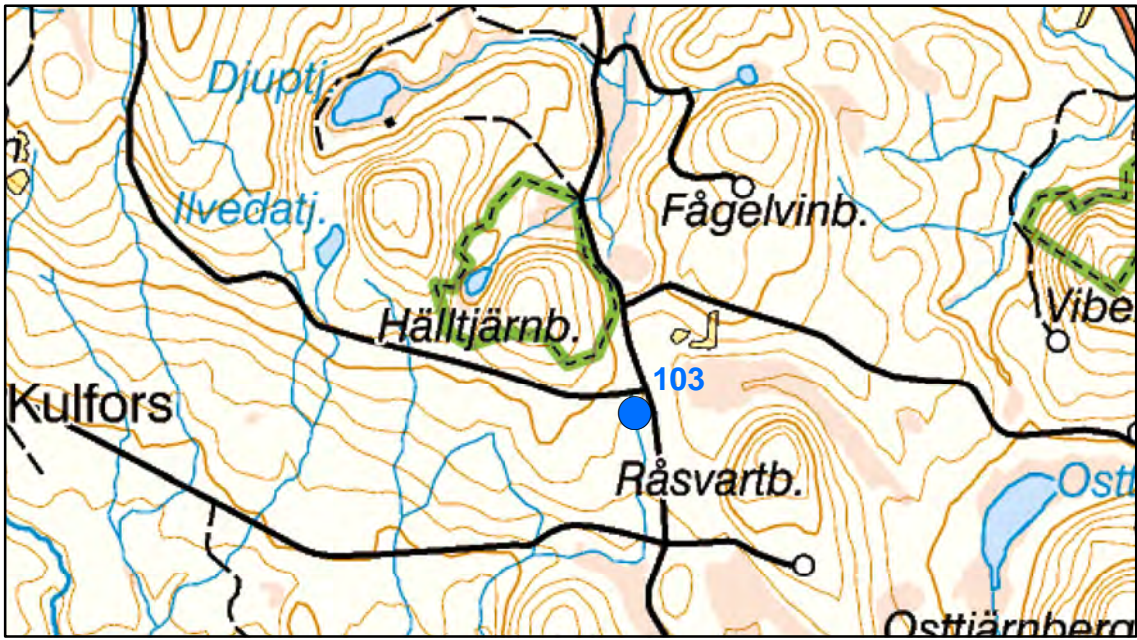 Djuptj.
Ilvedatj.
Fågelvinb.
Vibe
Hälltjärnb.
103
Kulfors
Råsvartb.
Ostt
Osttjärnberg